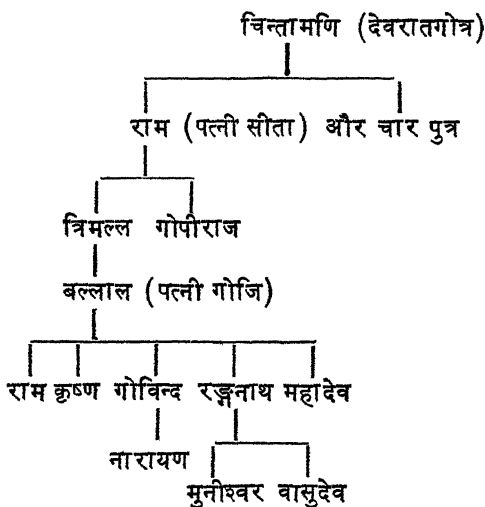 चिन्तामणि (देवरातगोत्र)
राम (पत्नी सीता) और चार पुत्र
त्रिमल्ल गोपीराज
बल्लाल (पत्नी गोजि)
राम कृष्ण गोविन्द रङ्गनाथ महादेव
नारायण
मुनीश्वर वासुदेव